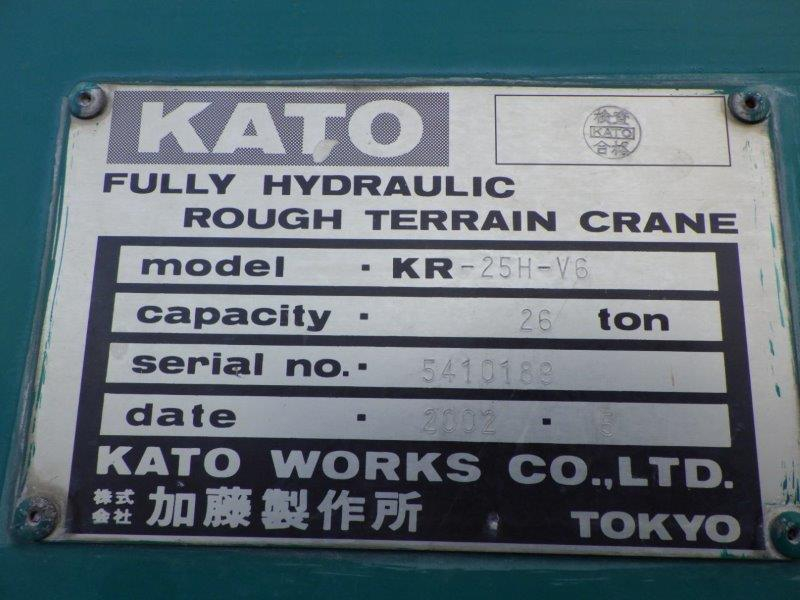 KATO
検査
KATO
合格
FULLY HYDRAULIC
ROUGH TERRAIN CRANE
model · KR-25H-V6
capacity · 26 ton
serial no. · 5410189
date · 2002 ·
KATO WORKS CO.,LTD.
株式会社 加藤製作所 TOKYO